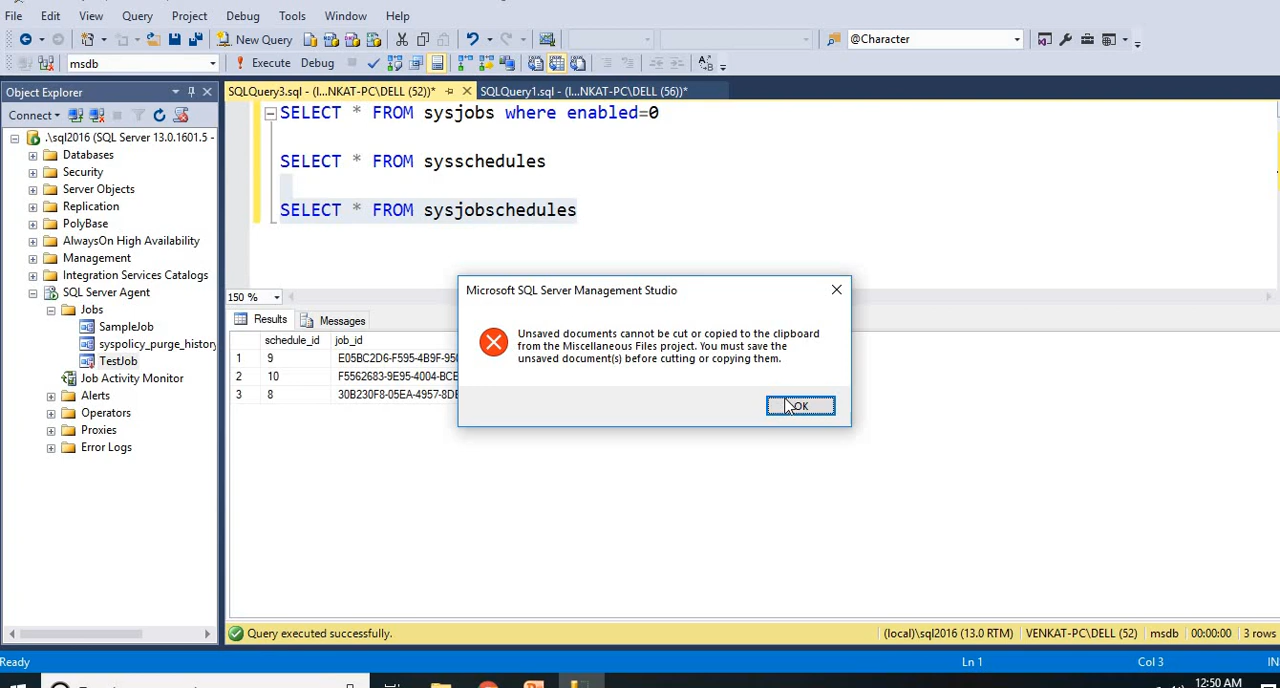 File Edit View Query Project Debug Tools Window Help
New Query @Character
msdb Execute Debug
Object Explorer
SQLQuery3.sql - (l...NKAT-PC\DELL (52))* SQLQuery1.sql - (l...NKAT-PC\DELL (56))*
Connect
.\sql2016 (SQL Server 13.0.1601.5 -
Databases
Security
Server Objects
Replication
PolyBase
AlwaysOn High Availability
Management
Integration Services Catalogs
SQL Server Agent
Jobs
SampleJob
syspolicy_purge_history
TestJob
Job Activity Monitor
Alerts
Operators
Proxies
Error Logs
SELECT * FROM sysjobs where enabled=0
SELECT * FROM sysschedules
SELECT * FROM sysjobschedules
150 %
Results Messages
schedule_id job_id
1 9 E05BC2D6-F595-4B9F-950
2 10 F5562683-9E95-4004-BCE
3 8 30B230F8-05EA-4957-8DE
Microsoft SQL Server Management Studio
Unsaved documents cannot be cut or copied to the clipboard
from the Miscellaneous Files project. You must save the
unsaved document(s) before cutting or copying them.
OK
Query executed successfully. (local)\sql2016 (13.0 RTM) VENKAT-PC\DELL (52) msdb 00:00:00 3 rows
Ready Ln 1 Col 3 IN
12:50 AM